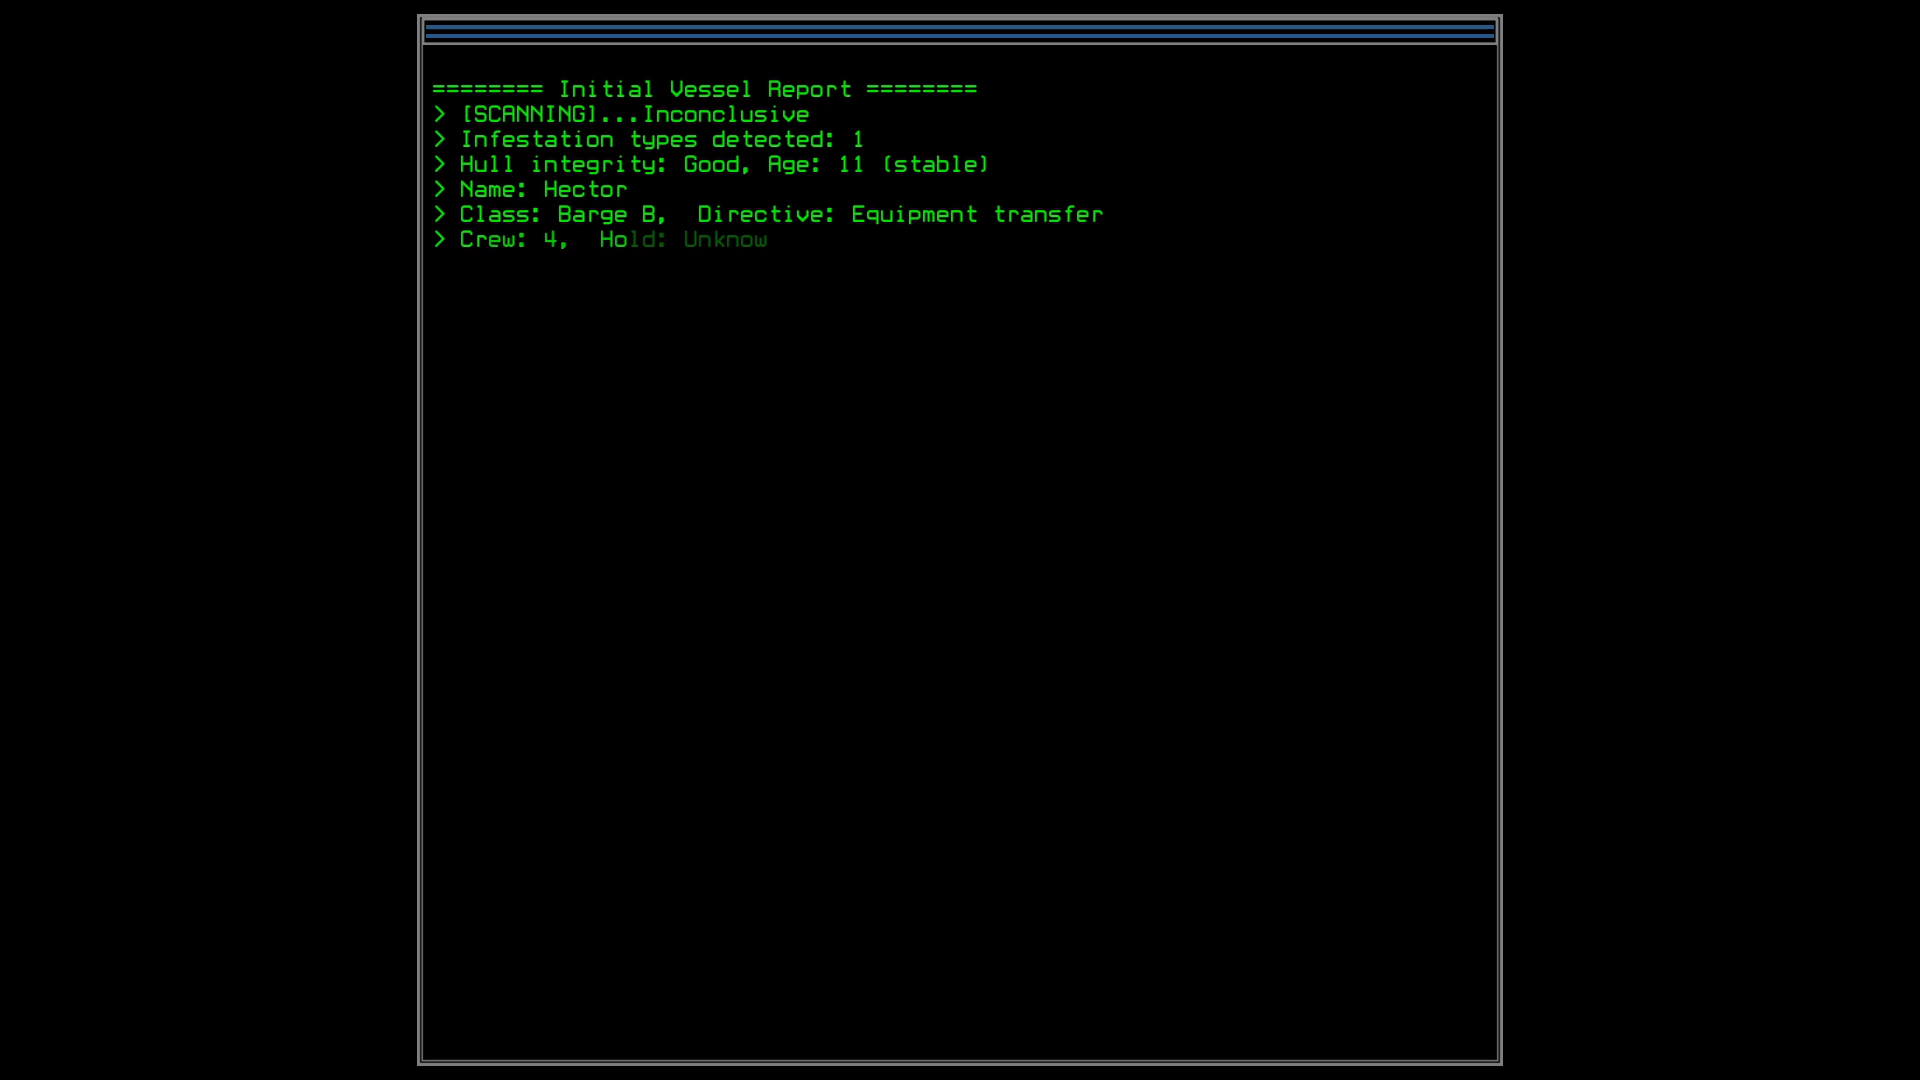 ======== Initial Vessel Report ========
> [SCANNING]...Inconclusive
> Infestation types detected: 1
> Hull integrity: Good, Age: 11 (stable)
> Name: Hector
> Class: Barge B,  Directive: Equipment transfer
> Crew: 4,  Hold: Unknow